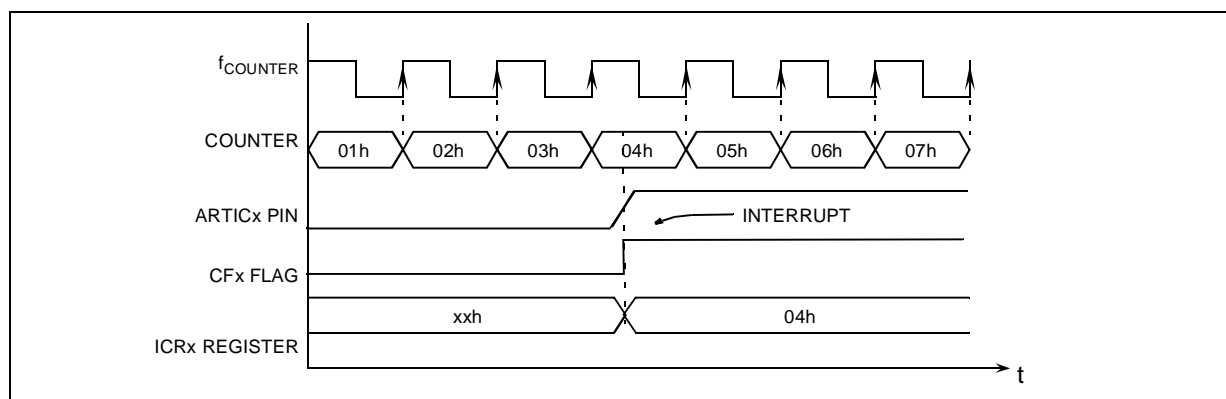 fCOUNTER
COUNTER 01h 02h 03h 04h 05h 06h 07h
ARTICx PIN INTERRUPT
CFx FLAG
xxh 04h
ICRx REGISTER
t